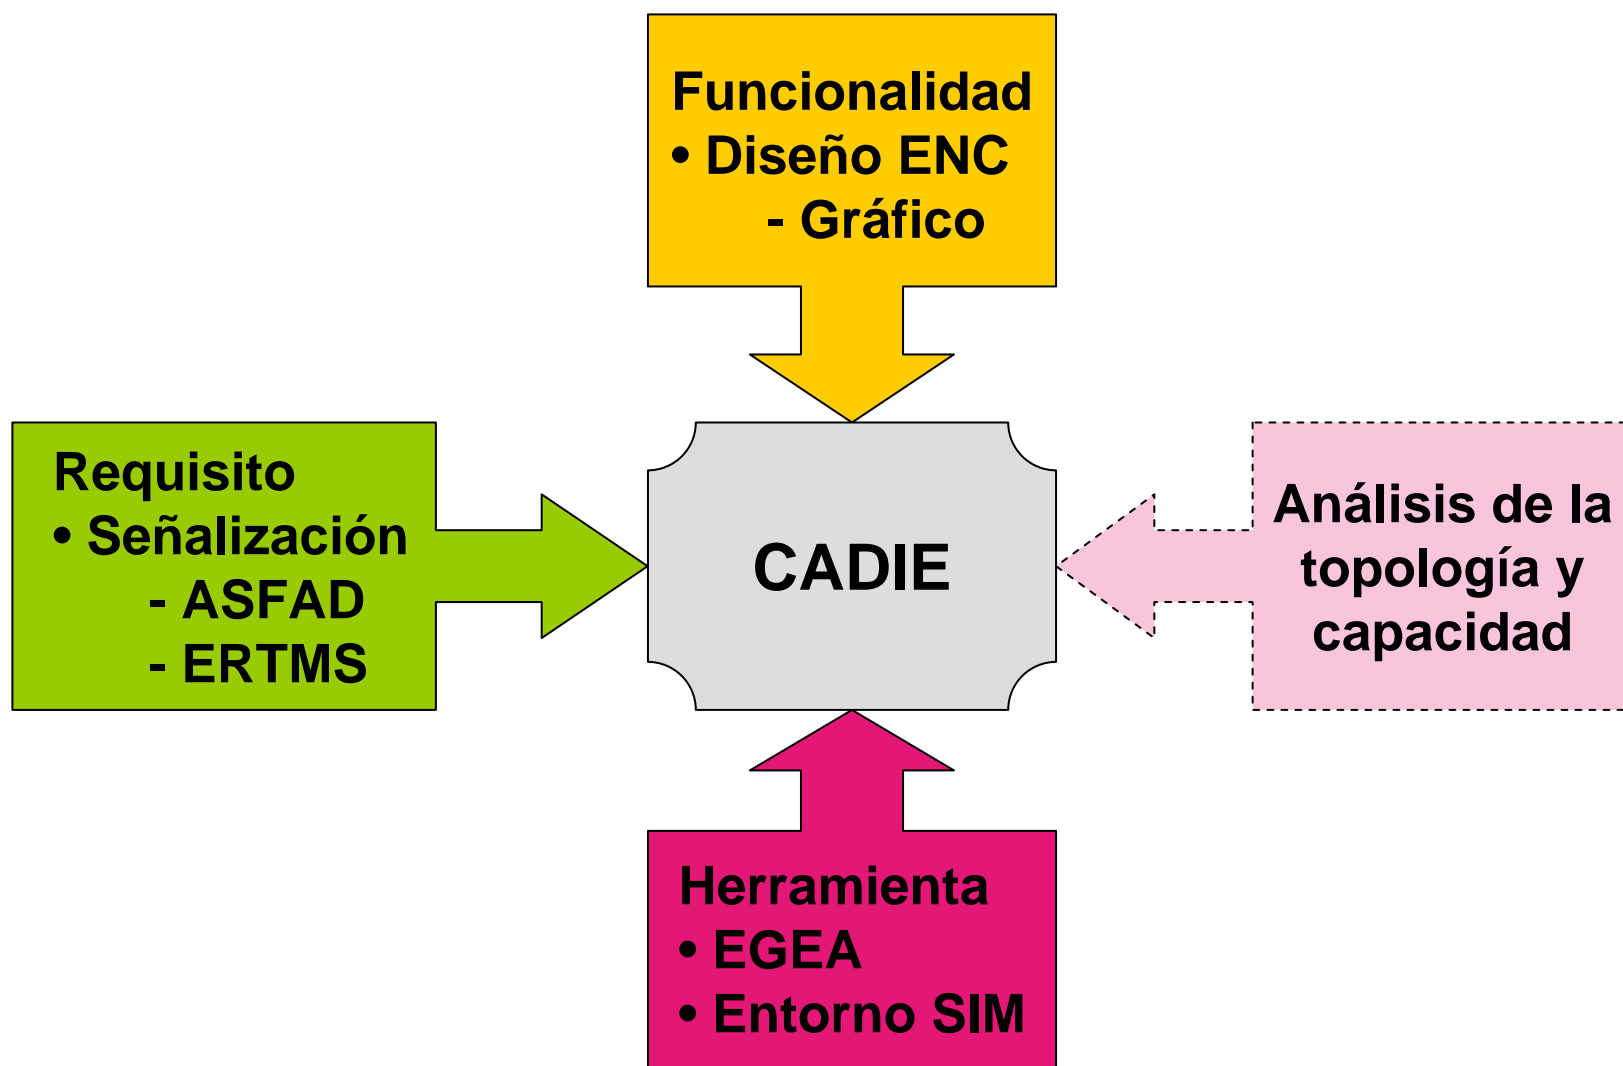 Funcionalidad
• Diseño ENC
- Gráfico
Requisito
• Señalización
- ASFAD
- ERTMS
CADIE
Análisis de la
topología y
capacidad
Herramienta
• EGEA
• Entorno SIM